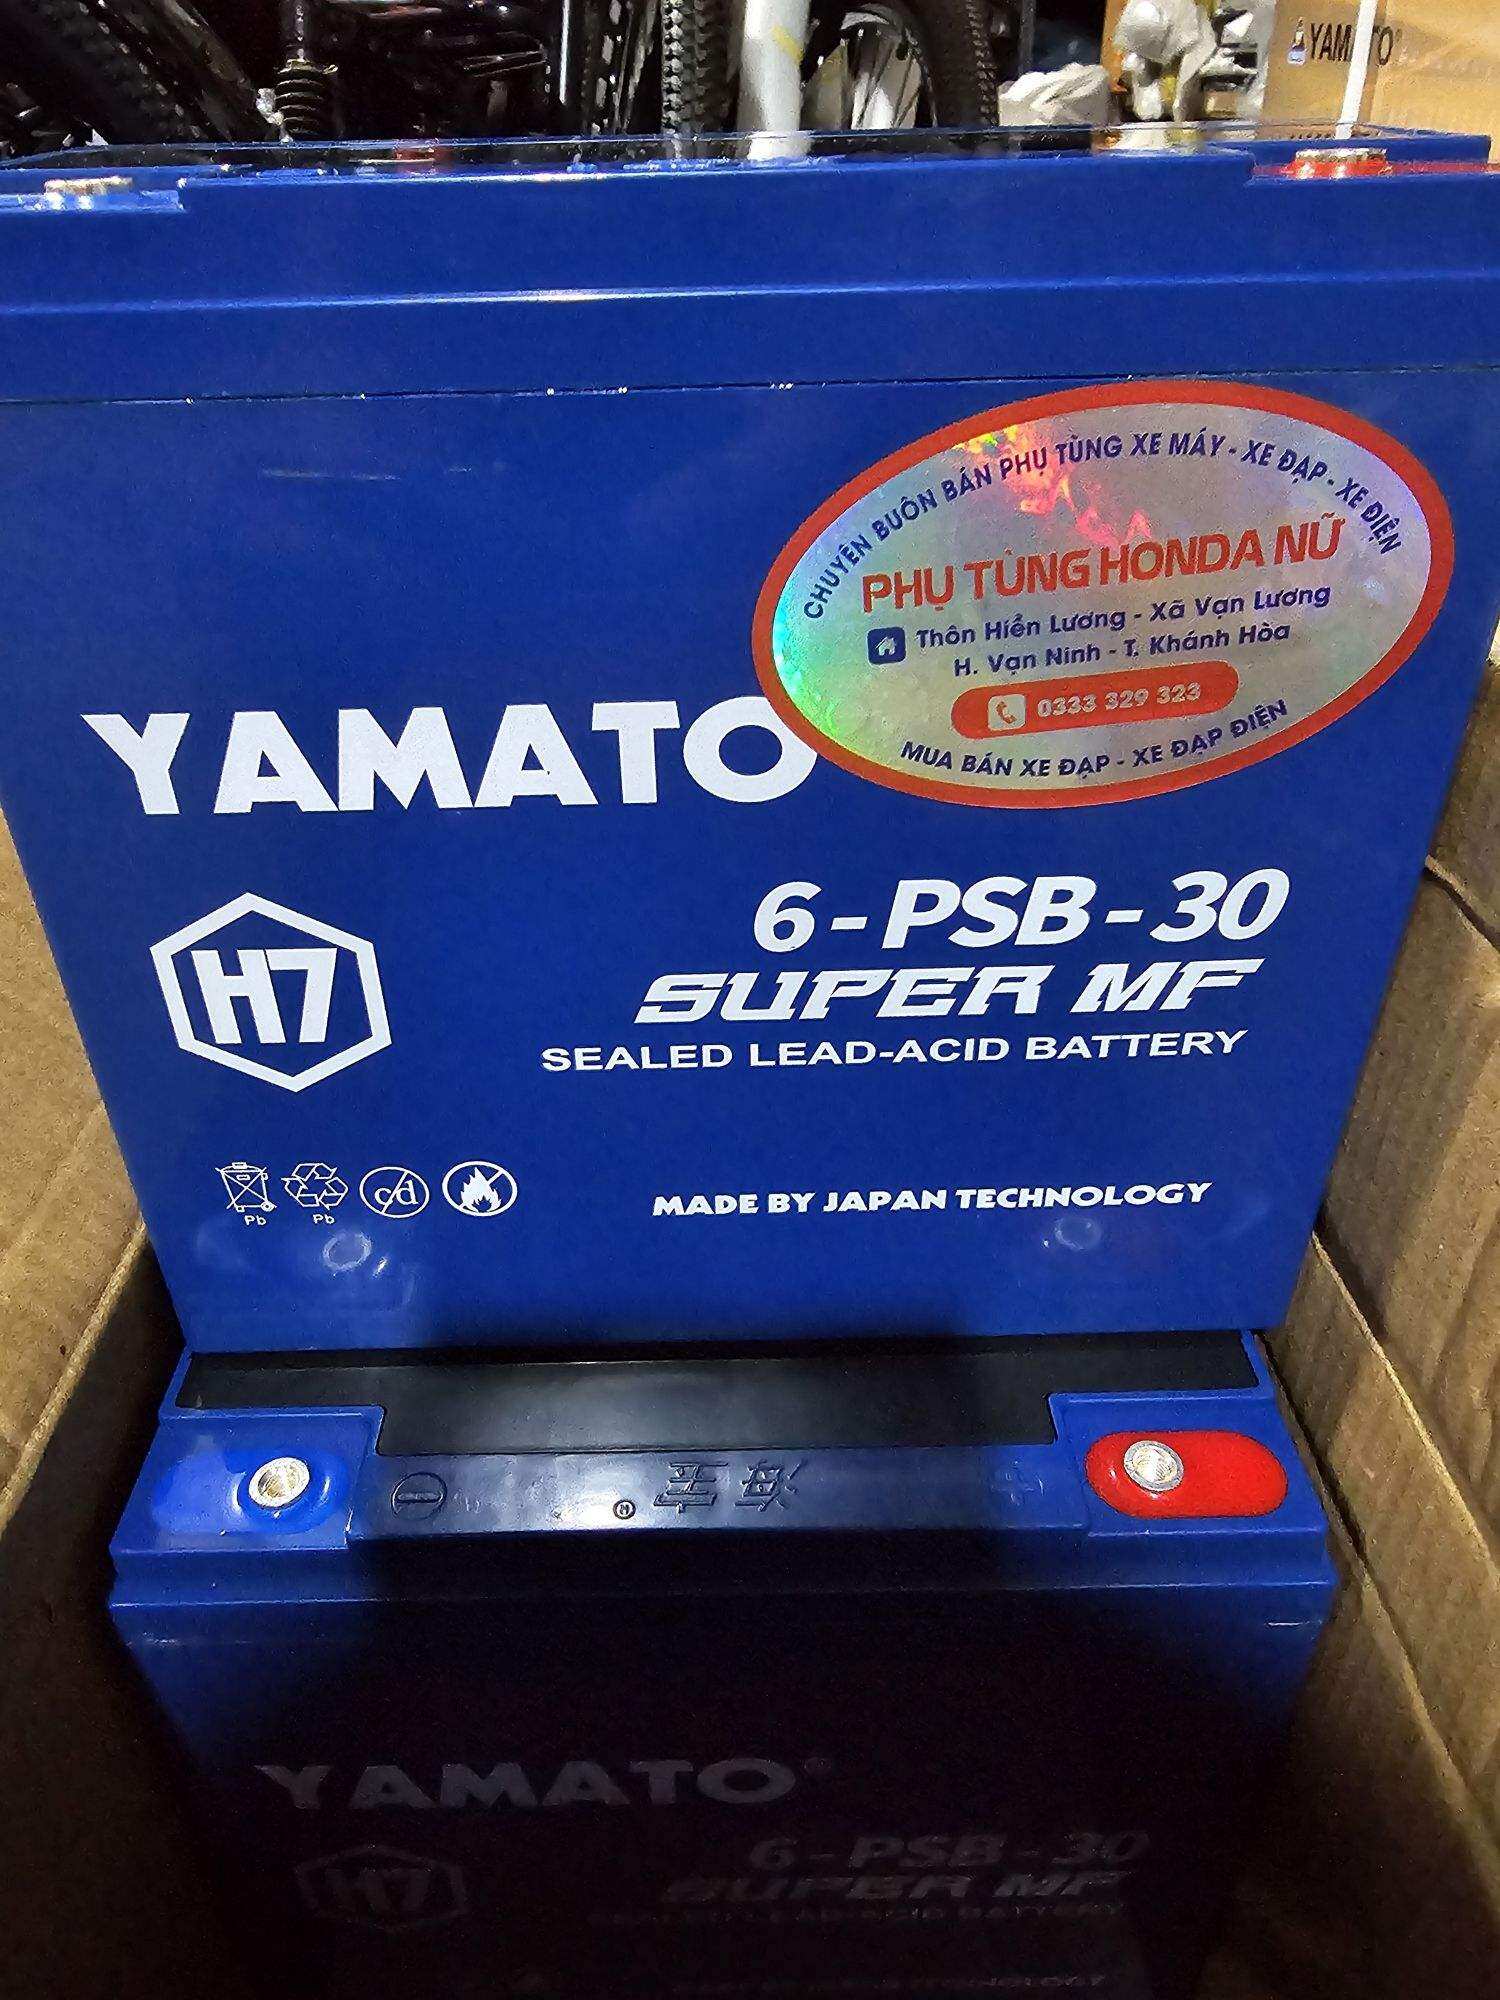 YAMATO
CHUYÊN BUÔN BÁN PHỤ TÙNG XE MÁY - XE ĐẠP - XE ĐIỆN
PHỤ TÙNG HONDA NỮ
Thôn Hiển Lương - Xã Vạn Lương
H. Vạn Ninh - T. Khánh Hòa
0333 329 323
MUA BÁN XE ĐẠP - XE ĐẠP ĐIỆN
YAMATO
6-PSB-30
SUPER MF
SEALED LEAD-ACID BATTERY
H7
Pb
Pb
c/d
MADE BY JAPAN TECHNOLOGY
YAMATO
6-PSB-30
H7
SUPER MF